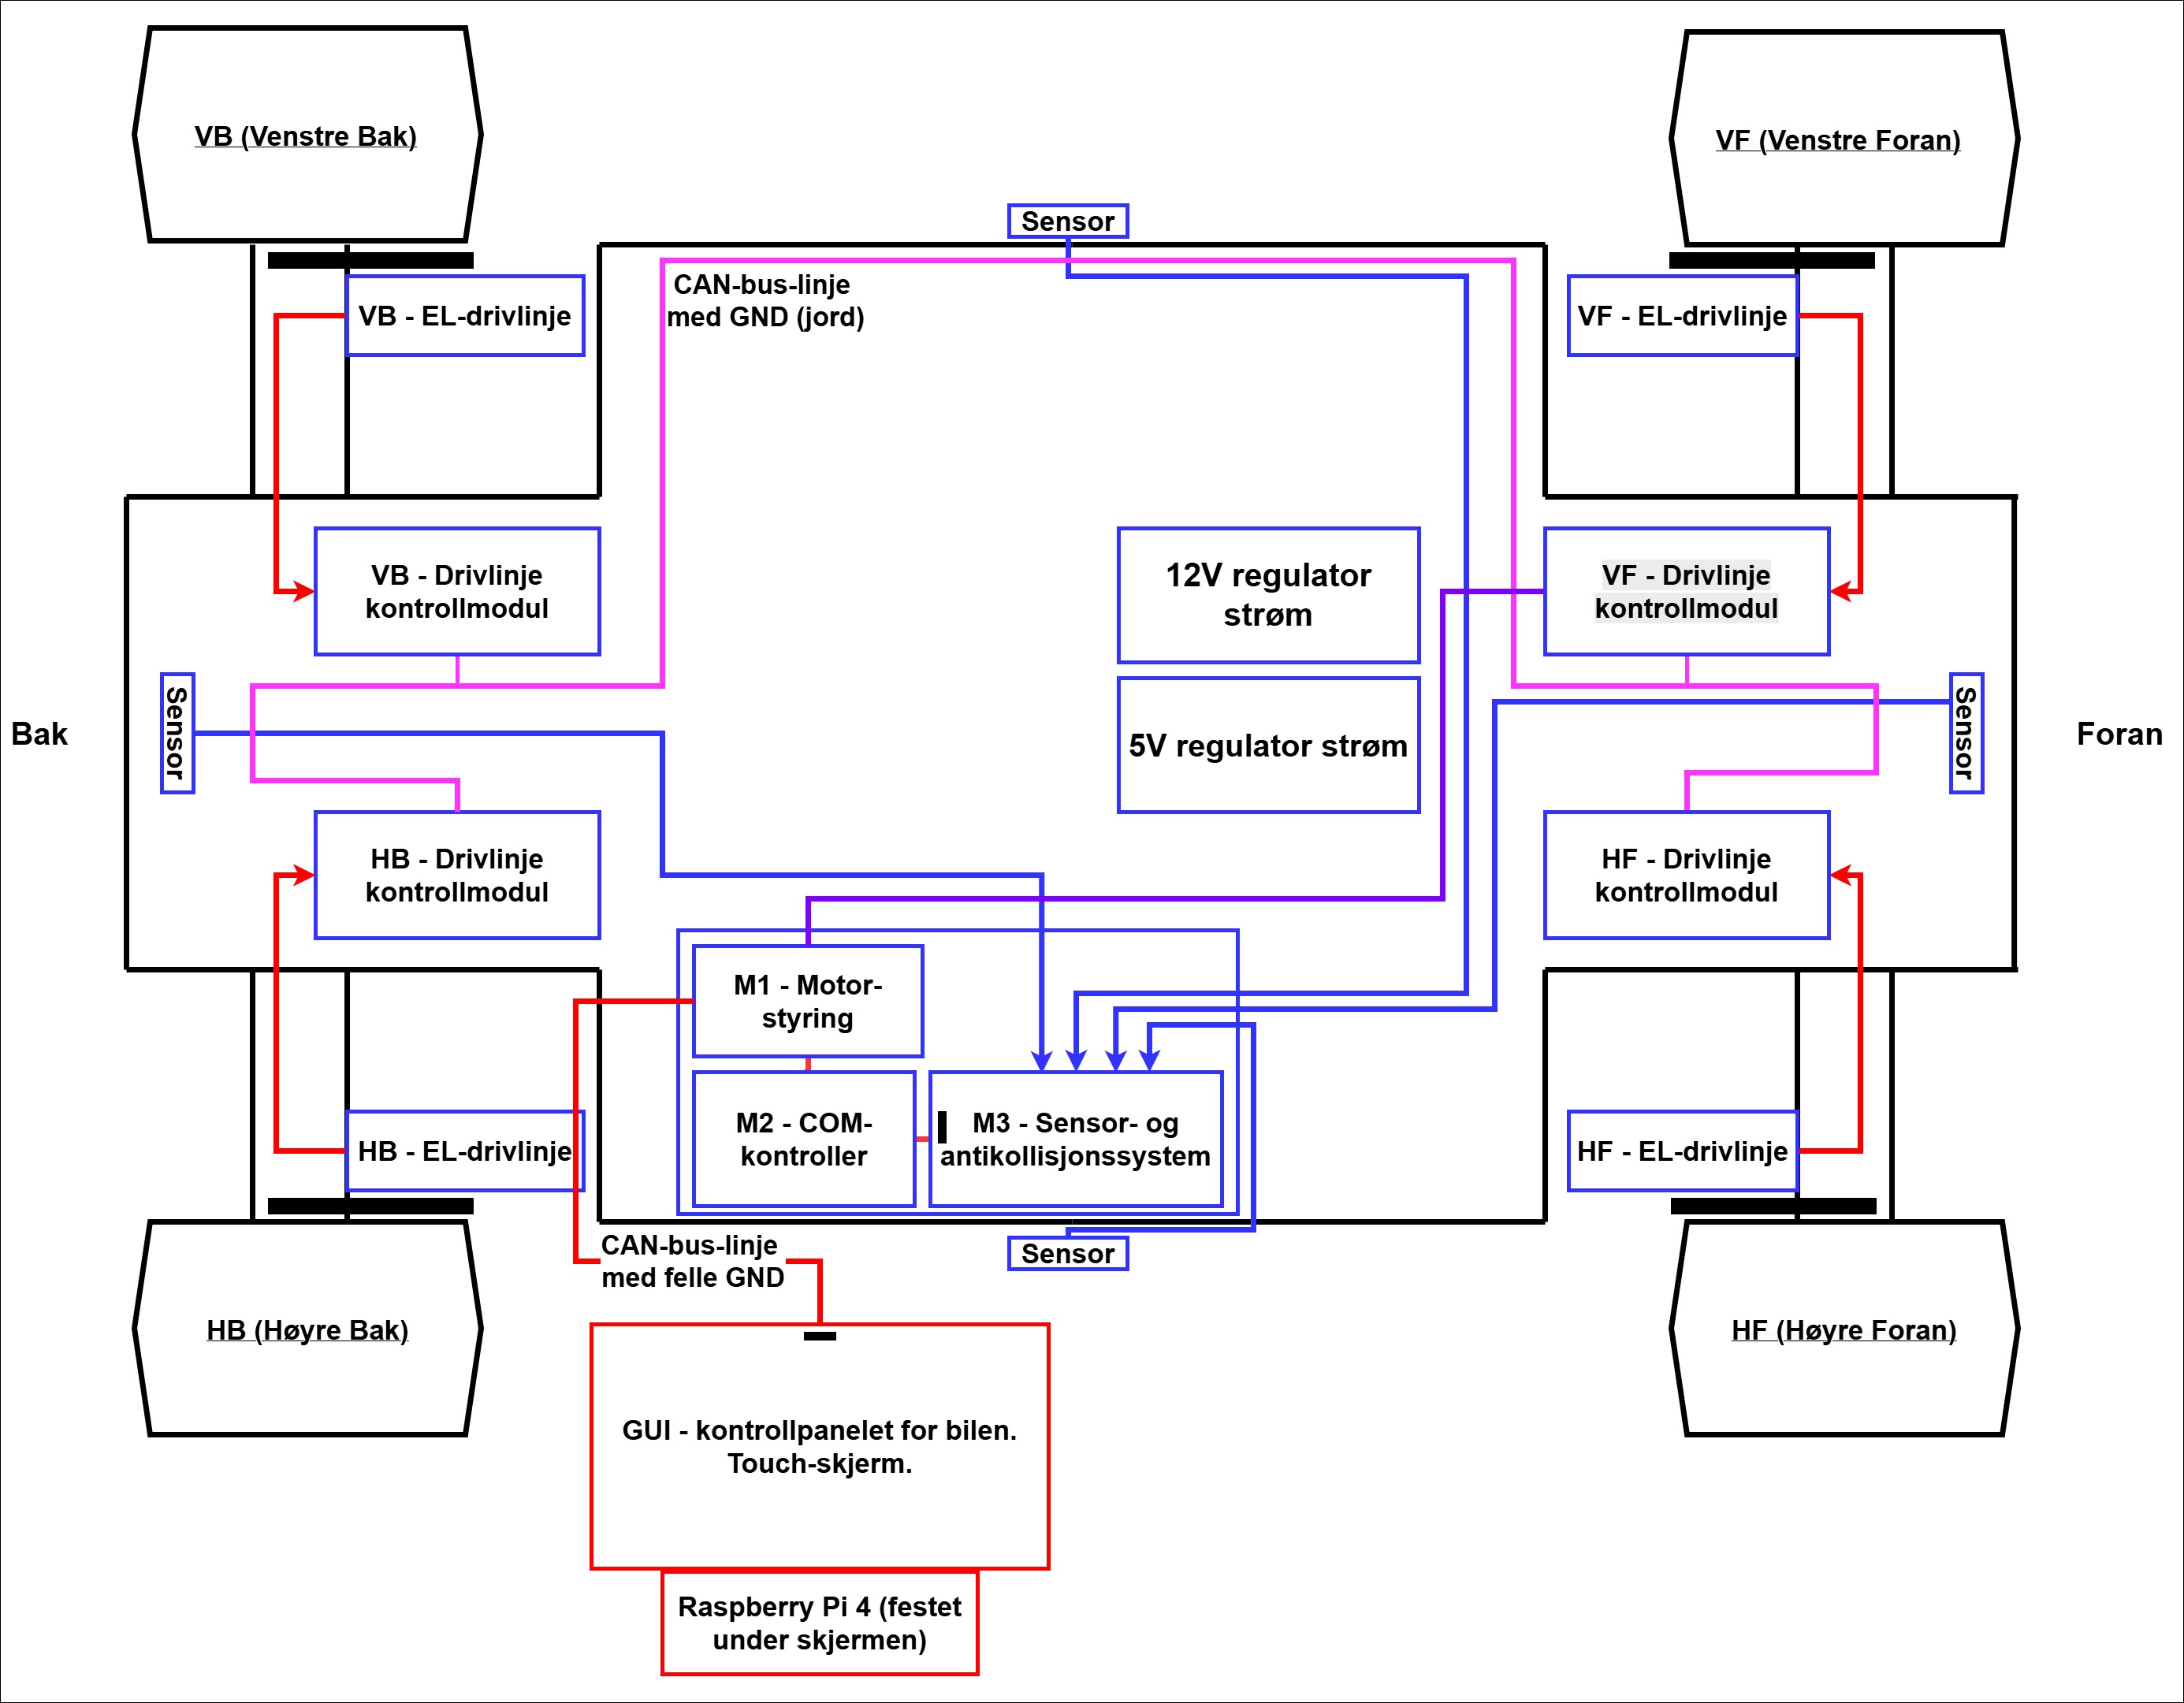 VB (Venstre Bak)
VF (Venstre Foran)
Sensor
CAN-bus-linje
med GND (jord)
VB - EL-drivlinje
VF - EL-drivlinje
VB - Drivlinje
kontrollmodul
12V regulator
strøm
VF - Drivlinje
kontrollmodul
Bak
Sensor
5V regulator strøm
Sensor
Foran
HB - Drivlinje
kontrollmodul
HF - Drivlinje
kontrollmodul
M1 - Motor-
styring
M2 - COM-
kontroller
M3 - Sensor- og
antikollisjonssystem
HB - EL-drivlinje
HF - EL-drivlinje
CAN-bus-linje
med felle GND
Sensor
HB (Høyre Bak)
HF (Høyre Foran)
GUI - kontrollpanelet for bilen.
Touch-skjerm.
Raspberry Pi 4 (festet
under skjermen)